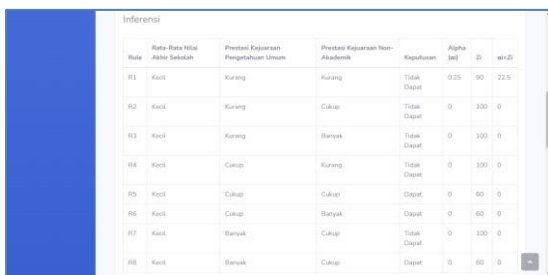 Inferensi
Rule Rata-Rata Nilai Akhir Sekolah Prestasi Kejuaraan Pengetahuan Umum Prestasi Kejuaraan Non-Akademik Keputusan Alpha (αi) Zi αi×Zi
R1 Kecil Kurang Kurang Tidak Dapat 0.25 90 22.5
R2 Kecil Kurang Cukup Tidak Dapat 0 100 0
R3 Kecil Kurang Banyak Tidak Dapat 0 100 0
R4 Kecil Cukup Kurang Tidak Dapat 0 100 0
R5 Kecil Cukup Cukup Dapat 0 60 0
R6 Kecil Cukup Banyak Dapat 0 60 0
R7 Kecil Banyak Cukup Tidak Dapat 0 100 0
R8 Kecil Banyak Cukup Dapat 0 60 0